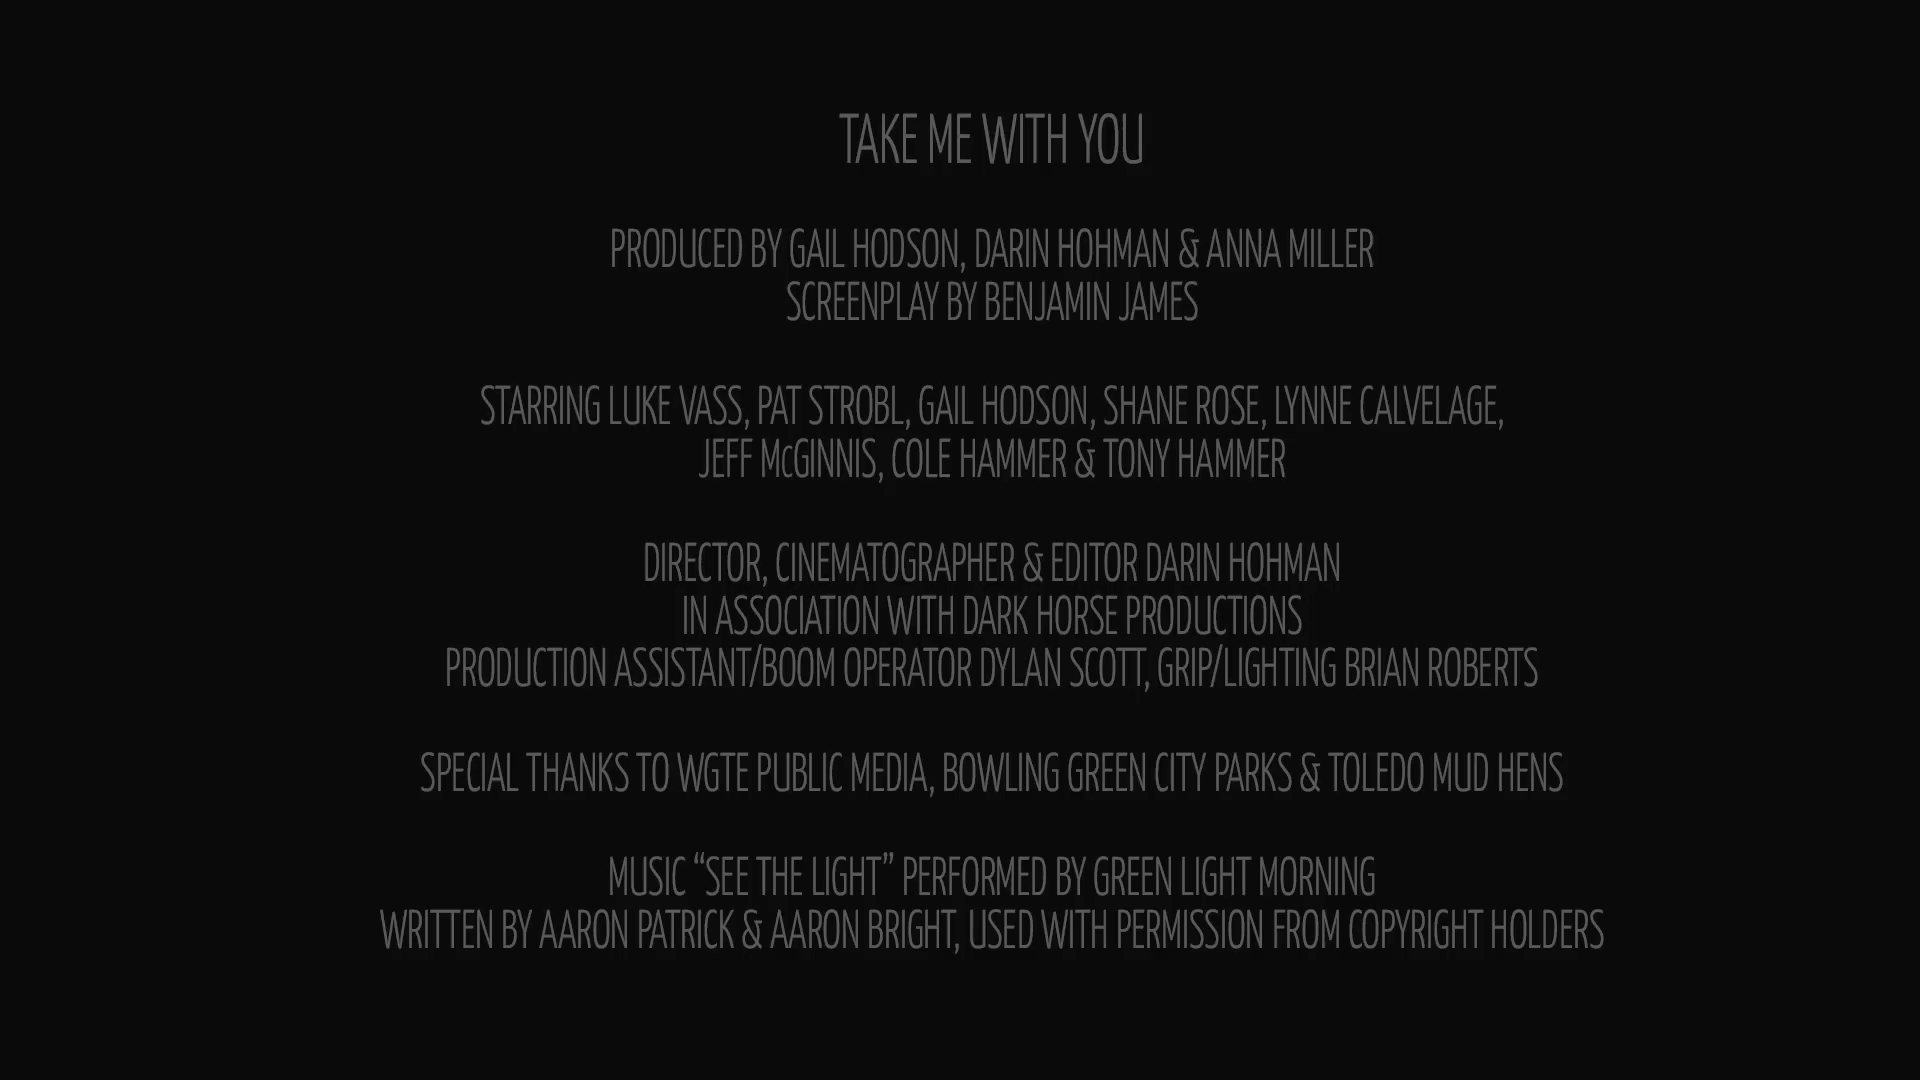 TAKE ME WITH YOU
PRODUCED BY GAIL HODSON, DARIN HOHMAN & ANNA MILLER
SCREENPLAY BY BENJAMIN JAMES
STARRING LUKE VASS, PAT STROBL, GAIL HODSON, SHANE ROSE, LYNNE CALVELAGE,
JEFF McGINNIS, COLE HAMMER & TONY HAMMER
DIRECTOR, CINEMATOGRAPHER & EDITOR DARIN HOHMAN
IN ASSOCIATION WITH DARK HORSE PRODUCTIONS
PRODUCTION ASSISTANT/BOOM OPERATOR DYLAN SCOTT, GRIP/LIGHTING BRIAN ROBERTS
SPECIAL THANKS TO WGTE PUBLIC MEDIA, BOWLING GREEN CITY PARKS & TOLEDO MUD HENS
MUSIC “SEE THE LIGHT” PERFORMED BY GREEN LIGHT MORNING
WRITTEN BY AARON PATRICK & AARON BRIGHT, USED WITH PERMISSION FROM COPYRIGHT HOLDERS